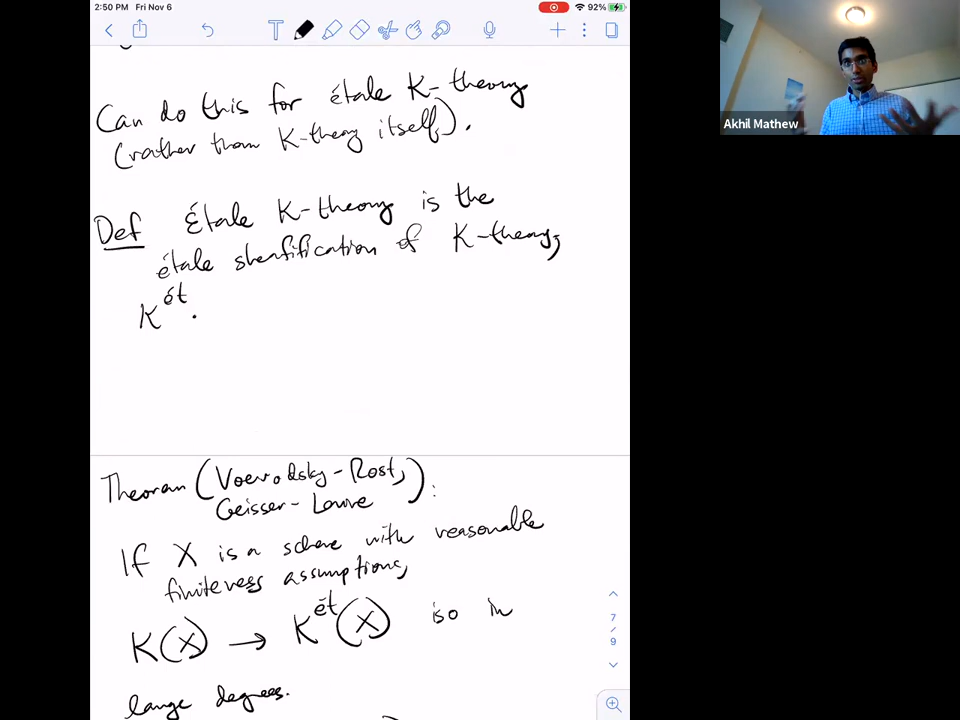 2:50 PM Fri Nov 6
92%
Can do this for étale K-theory
(rather than K-theory itself).
Def Étale K-theory is the
étale sheafification of K-theory,
K^ét.
Theorem (Voevodsky-Rost,
Geisser-Levine):
If X is a scheme with reasonable
finiteness assumptions,
K(X) → K^ét(X) iso in
large degrees.
7
/
9
Akhil Mathew